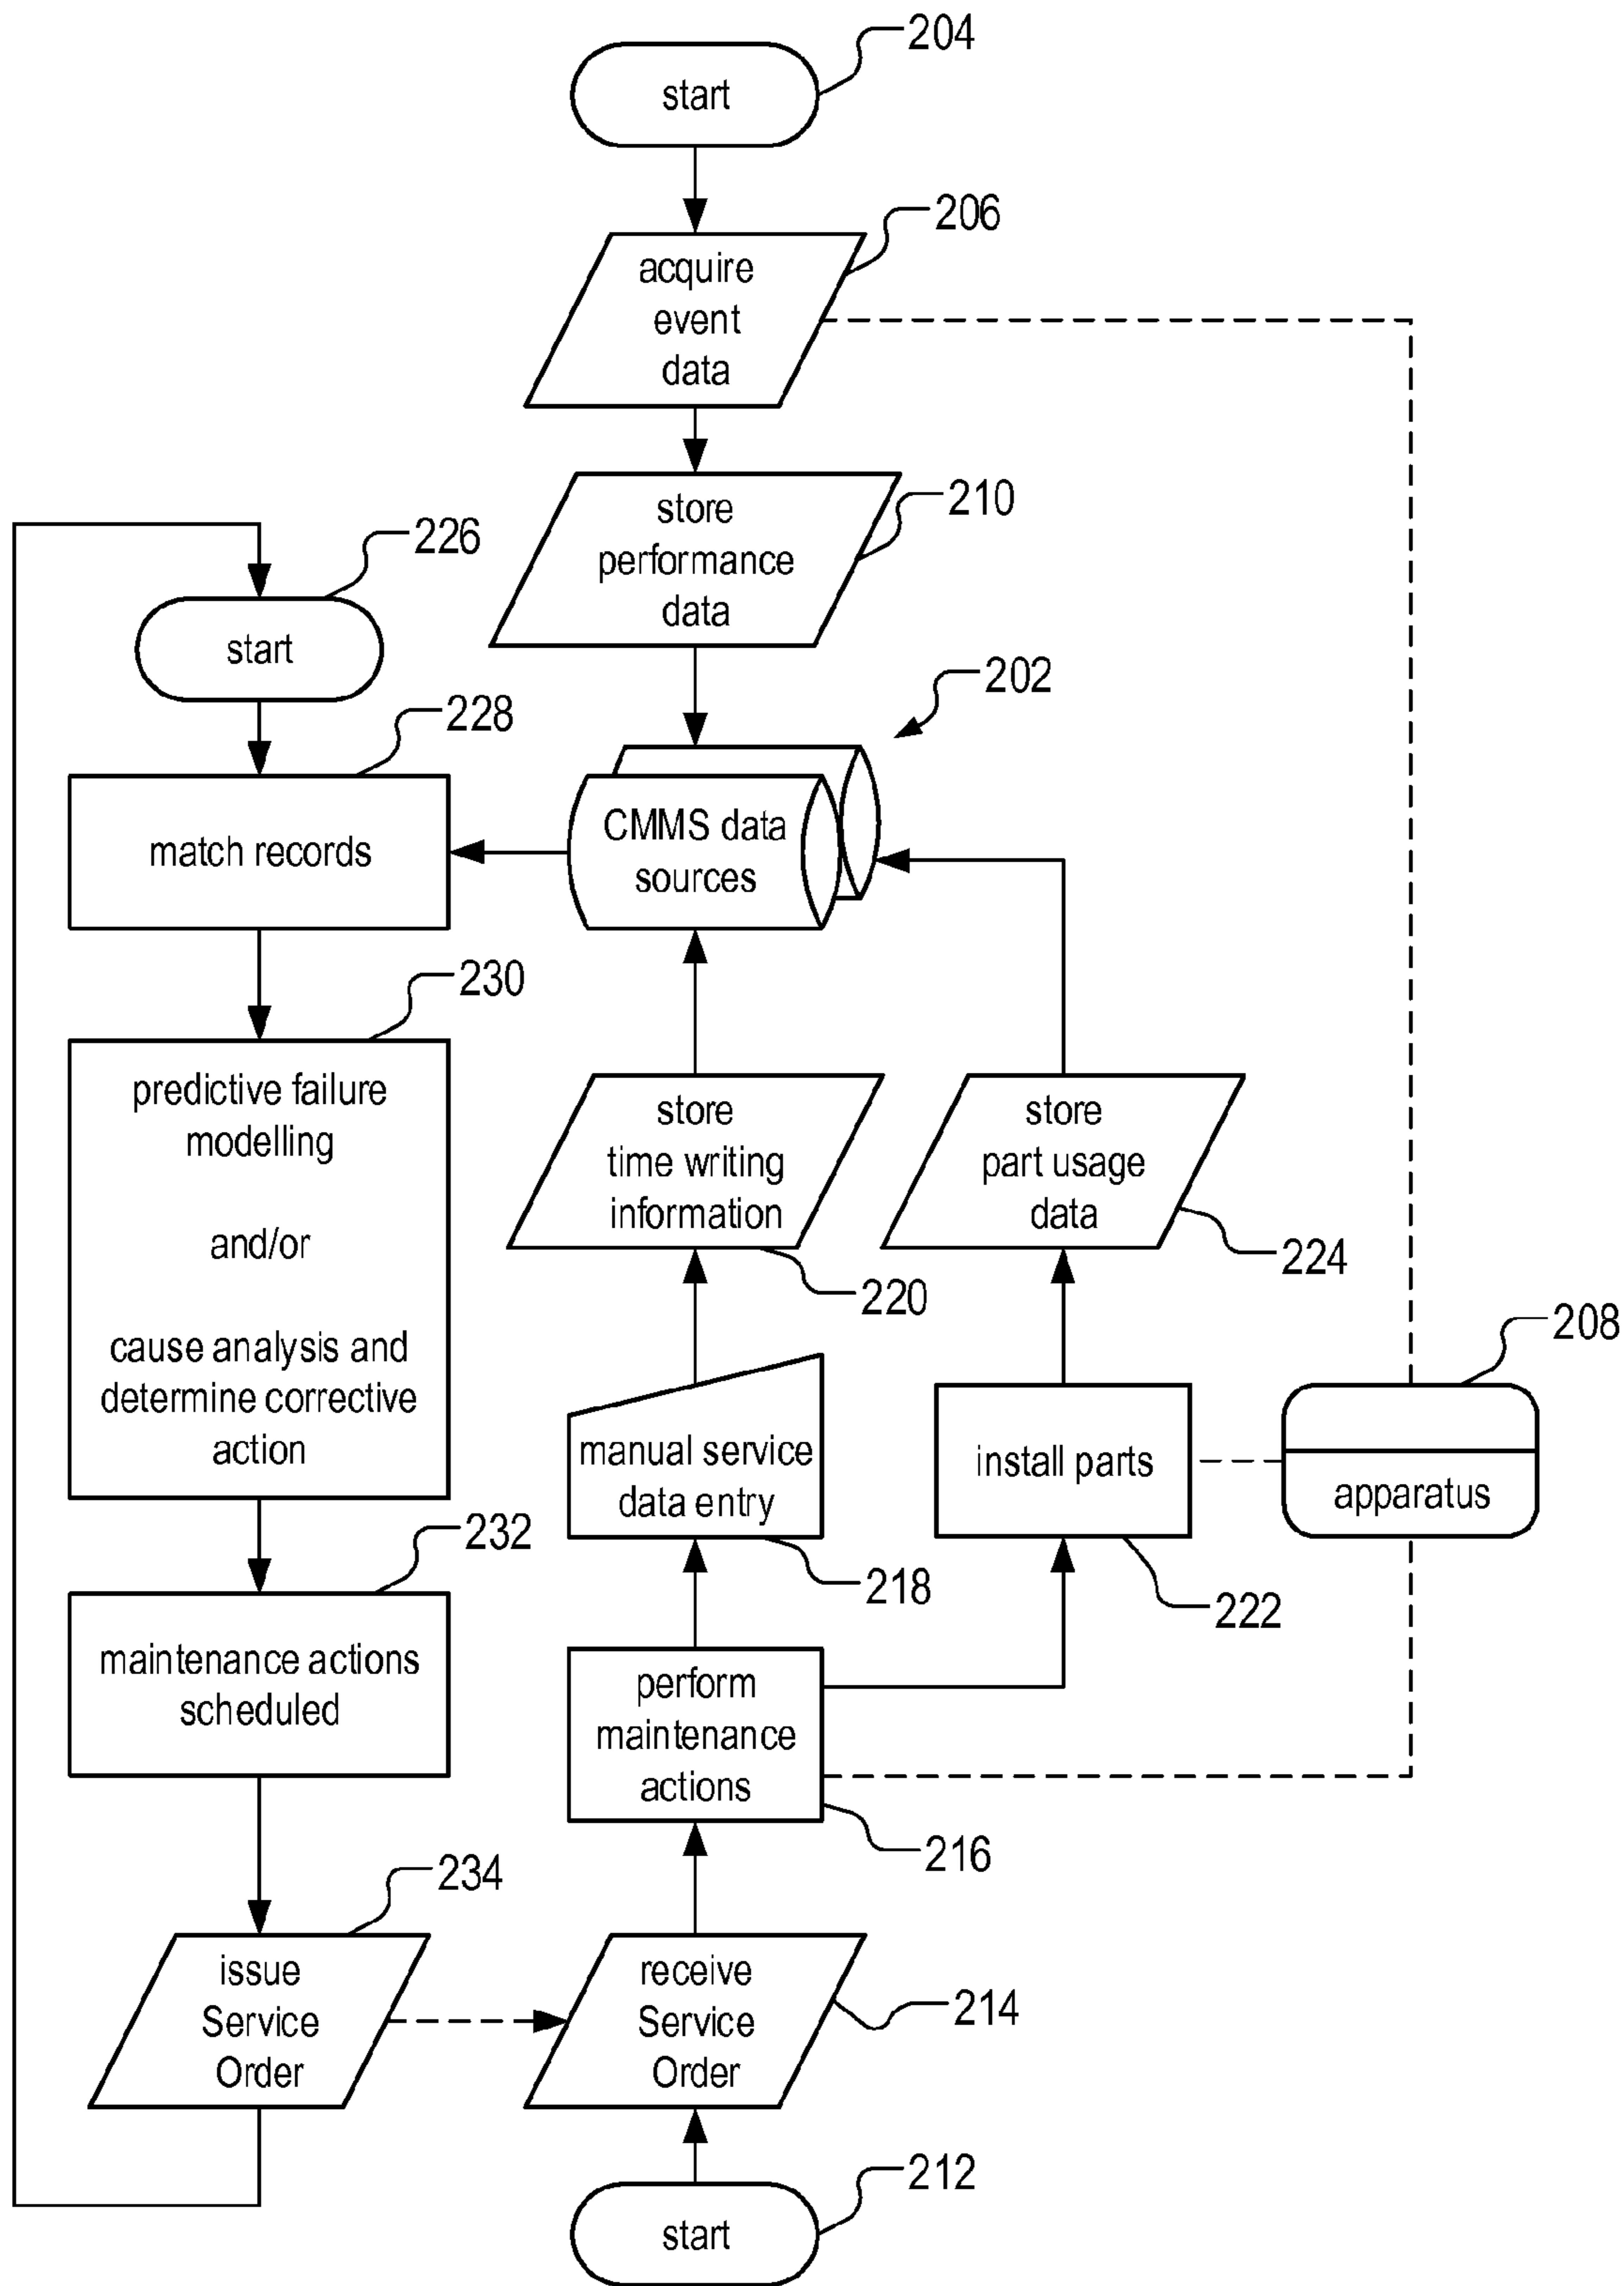 204
start
206
acquire
event
data
210
store
performance
data
226
start
202
228
match records
CMMS data
sources
230
predictive failure
modelling
and/or
cause analysis and
determine corrective
action
store
time writing
information
220
store
part usage
data
224
208
apparatus
manual service
data entry
218
install parts
222
232
maintenance actions
scheduled
perform
maintenance
actions
216
234
issue
Service
Order
receive
Service
Order
214
212
start